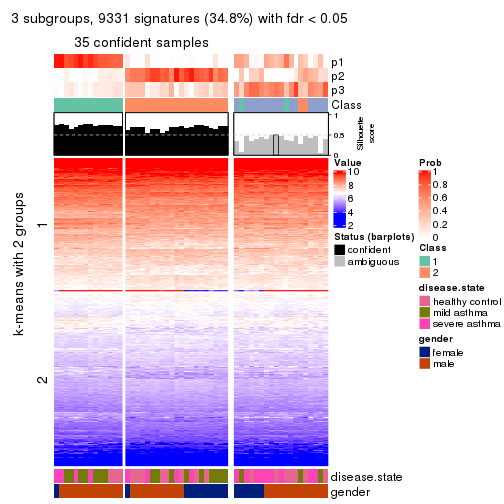 3 subgroups, 9331 signatures (34.8%) with fdr < 0.05
35 confident samples
p1
p2
p3
Class
1
0.5
0
Silhouette
score
k-means with 2 groups
1
2
Value
10
8
6
4
2
Status (barplots)
confident
ambiguous
Prob
1
0.8
0.6
0.4
0.2
0
Class
1
2
disease.state
healthy control
mild asthma
severe asthma
gender
female
male
disease.state
gender